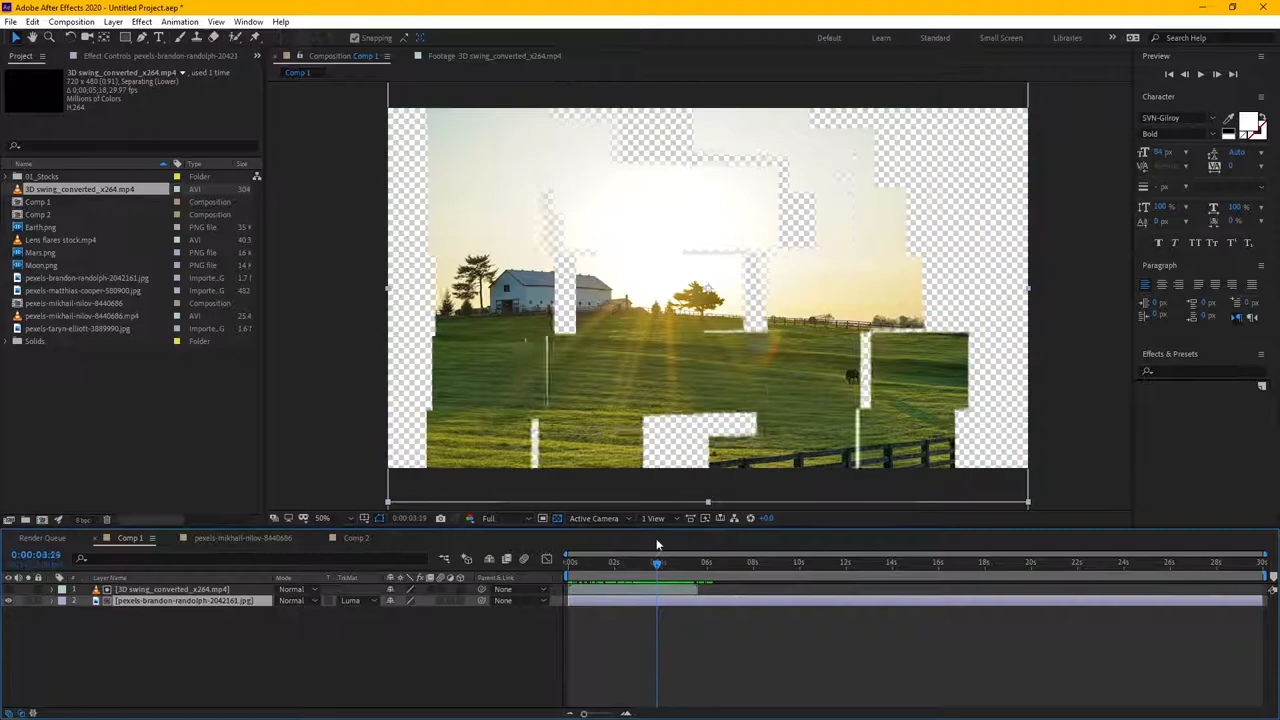 Adobe After Effects 2020 - Untitled Project.aep *
File Edit Composition Layer Effect Animation View Window Help
Snapping
Default Learn Standard Small Screen Libraries
Search Help
Project
Effect Controls pexels-brandon-randolph-20421
Composition Comp 1
Footage 3D swing_converted_x264.mp4
Comp 1
3D swing_converted_x264.mp4 , used 1 time
720 x 480 (0.91), Separating (Lower)
Δ 0:00:05:18, 29.97 fps
Millions of Colors
H.264
Name Type Size
01_Stocks Folder
3D swing_converted_x264.mp4 AVI 304
Comp 1 Composition
Comp 2 Composition
Earth.png PNG file 35
Lens flares stock.mp4 AVI 40.3
Mars.png PNG file 16
Moon.png PNG file 14
pexels-brandon-randolph-2042161.jpg Importe...G 1.7
pexels-matthias-cooper-580900.jpg Importe...G 482
pexels-mikhail-nilov-8440686 Composition
pexels-mikhail-nilov-8440686.mp4 AVI 25.4
pexels-taryn-elliott-3889990.jpg Importe...G 1.6
Solids Folder
8 bpc
50% 0:00:03:29 Full Active Camera 1 View +0.0
Preview
Character
SVN-Gilroy
Bold
84 px Auto
0
- px
100 % 100 %
0 px 0 %
Paragraph
0 px 0 px 0 px
0 px 0 px
Effects & Presets
Render Queue Comp 1 pexels-mikhail-nilov-8440686 Comp 2
0:00:03:29
# Layer Name Mode T TrkMat Parent & Link
1 [3D swing_converted_x264.mp4] Normal None
2 [pexels-brandon-randolph-2042161.jpg] Normal Luma None
:00s 02s 06s 08s 10s 12s 14s 16s 18s 20s 22s 24s 26s 28s 30s